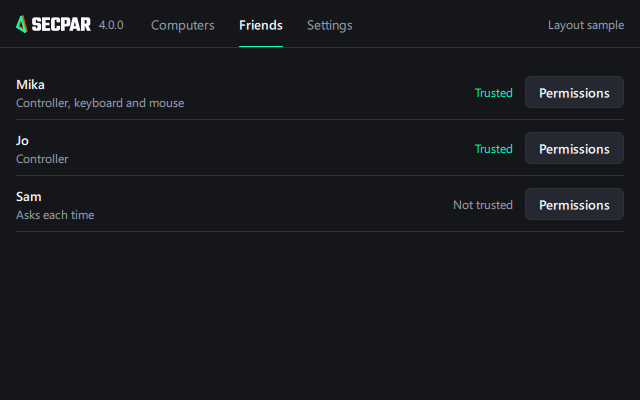 SECPAR 4.0.0 Computers Friends Settings Layout sample
Mika
Controller, keyboard and mouse
Trusted Permissions
Jo
Controller
Trusted Permissions
Sam
Asks each time
Not trusted Permissions